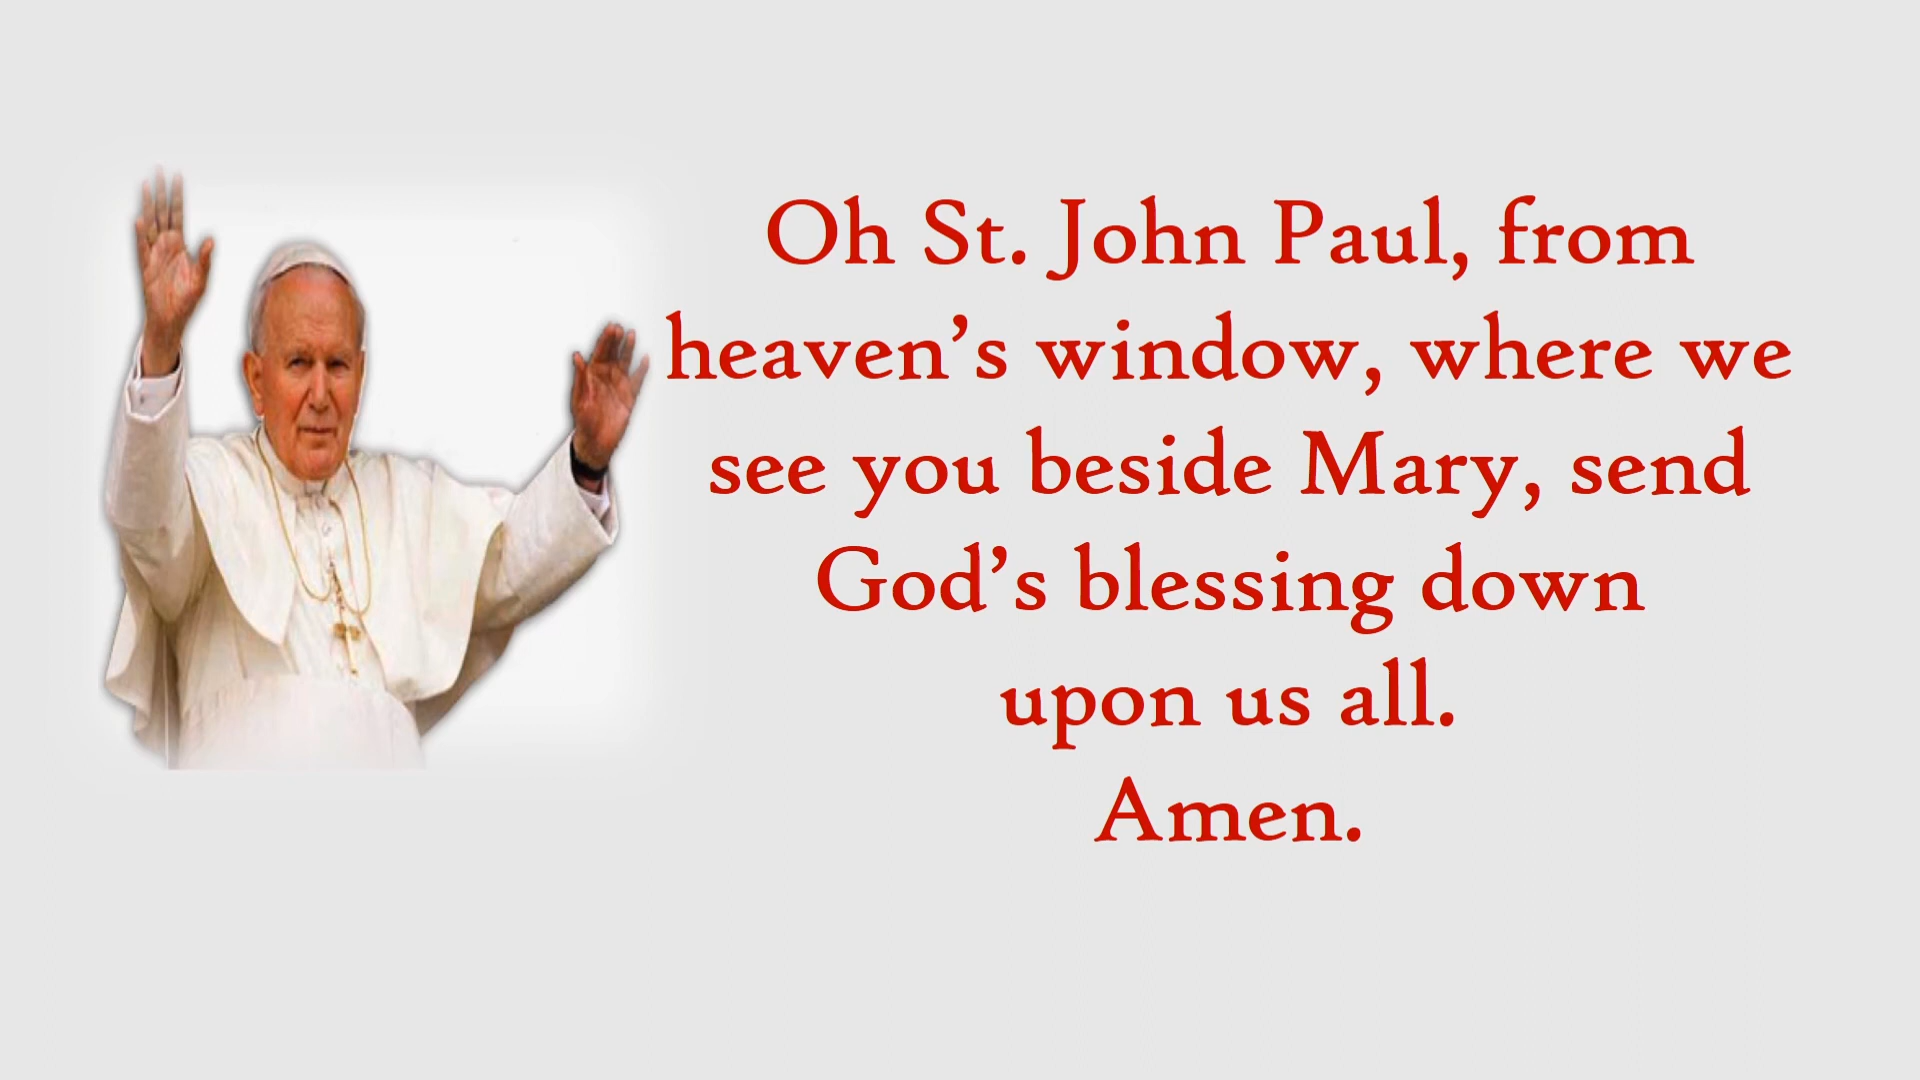 Oh St. John Paul, from
heaven’s window, where we
see you beside Mary, send
God’s blessing down
upon us all.
Amen.